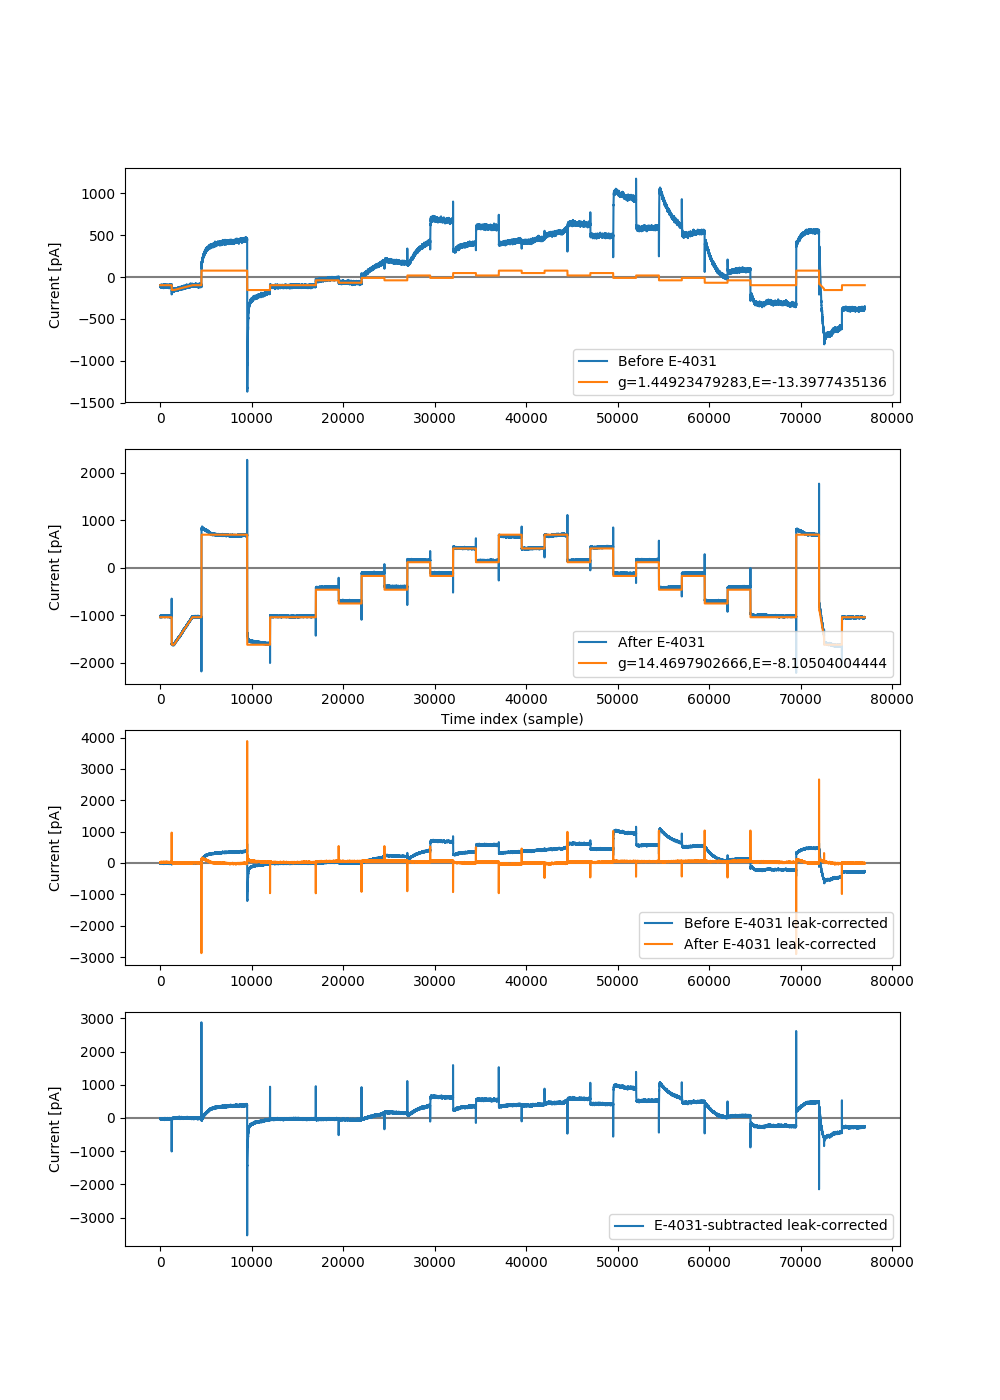 1000
500
0
−500
−1000
−1500
Current [pA]
Before E-4031
g=1.44923479283,E=-13.3977435136
0 10000 20000 30000 40000 50000 60000 70000 80000
2000
1000
0
−1000
−2000
Current [pA]
After E-4031
g=14.4697902666,E=-8.10504004444
0 10000 20000 30000 40000 50000 60000 70000 80000
Time index (sample)
4000
3000
2000
1000
0
−1000
−2000
−3000
Current [pA]
Before E-4031 leak-corrected
After E-4031 leak-corrected
0 10000 20000 30000 40000 50000 60000 70000 80000
3000
2000
1000
0
−1000
−2000
−3000
Current [pA]
E-4031-subtracted leak-corrected
0 10000 20000 30000 40000 50000 60000 70000 80000